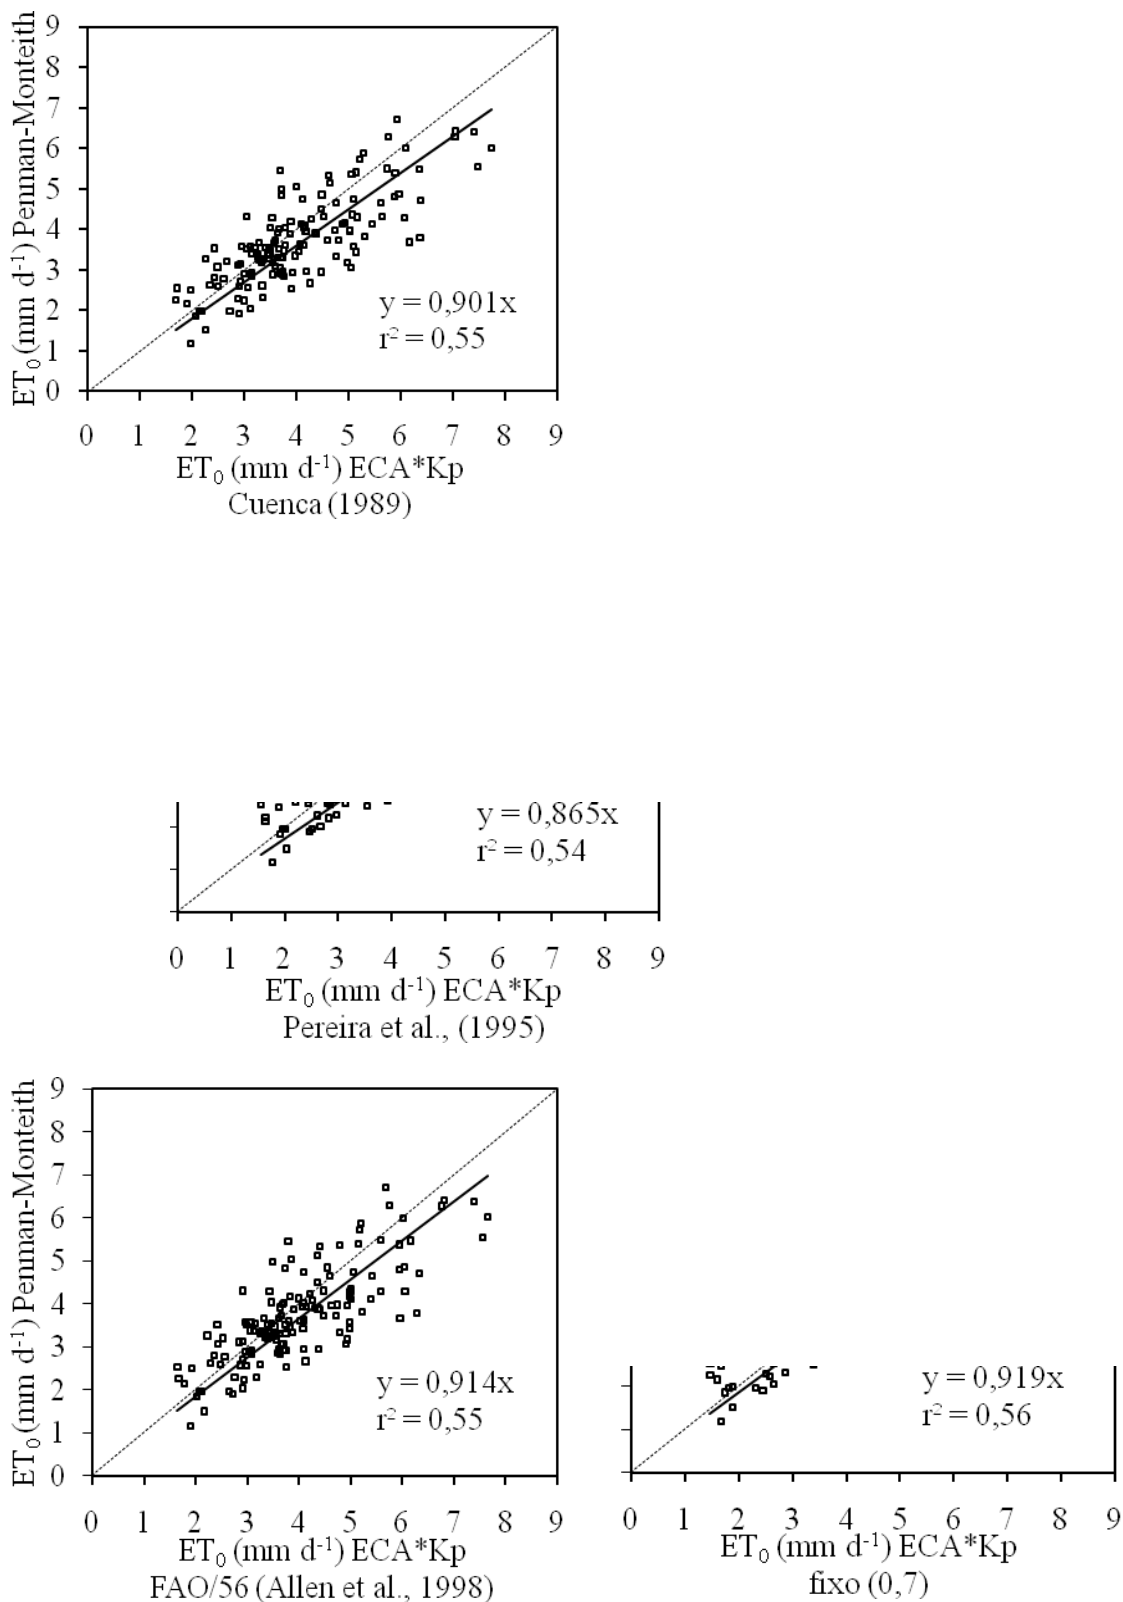 ET₀ (mm d⁻¹) Penman-Monteith
9
8
7
6
5
4
3
2
1
0
y = 0,901x
r² = 0,55
0 1 2 3 4 5 6 7 8 9
ET₀ (mm d⁻¹) ECA*Kp
Cuenca (1989)
y = 0,865x
r² = 0,54
0 1 2 3 4 5 6 7 8 9
ET₀ (mm d⁻¹) ECA*Kp
Pereira et al., (1995)
ET₀ (mm d⁻¹) Penman-Monteith
9
8
7
6
5
4
3
2
1
0
y = 0,914x
r² = 0,55
0 1 2 3 4 5 6 7 8 9
ET₀ (mm d⁻¹) ECA*Kp
FAO/56 (Allen et al., 1998)
y = 0,919x
r² = 0,56
0 1 2 3 4 5 6 7 8 9
ET₀ (mm d⁻¹) ECA*Kp
fixo (0,7)